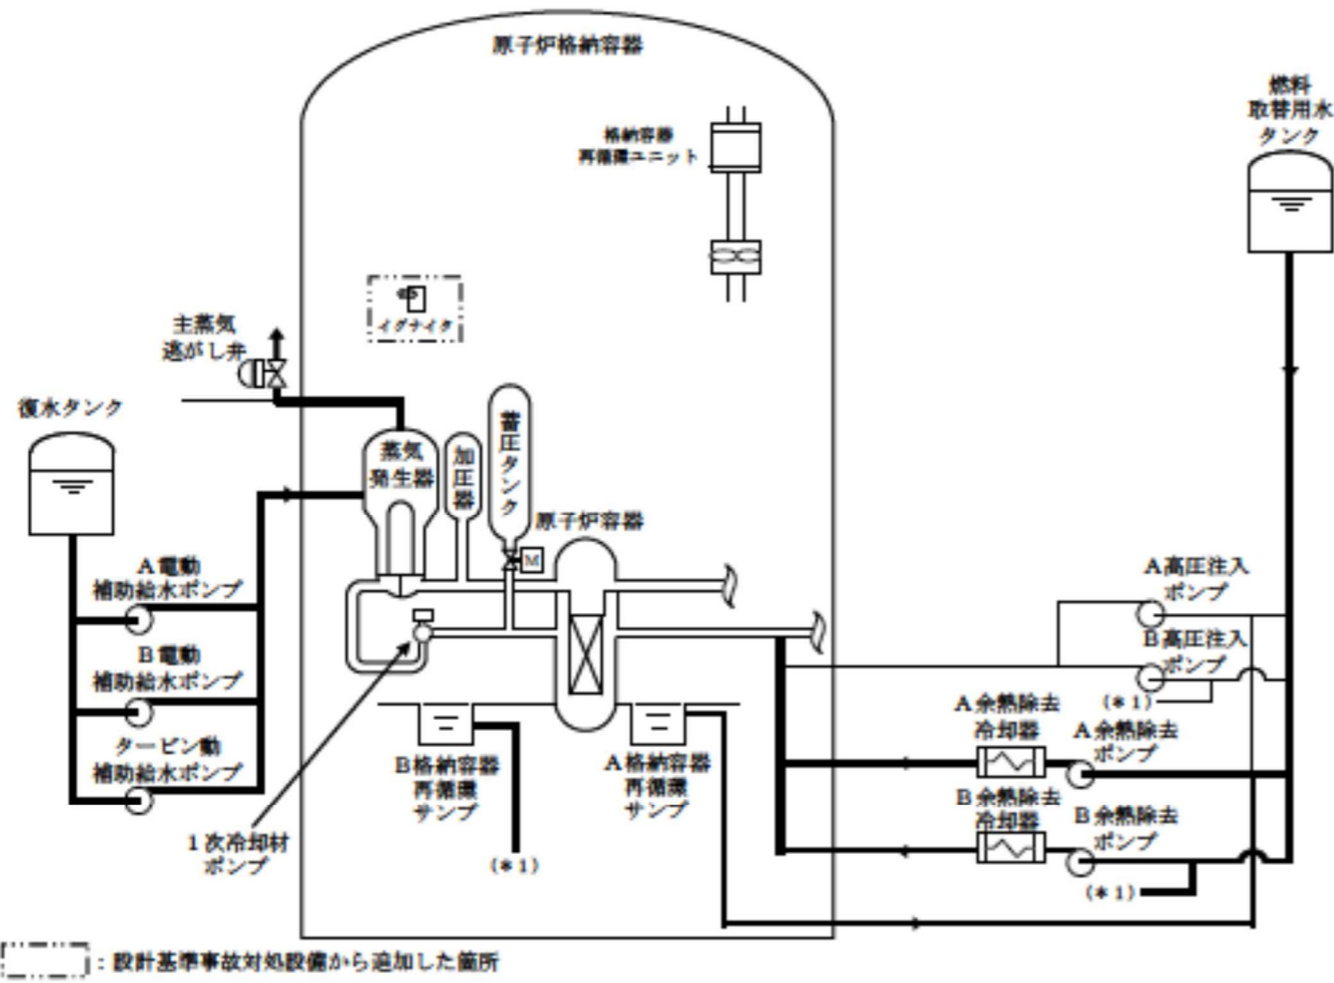 原子炉格納容器
燃料
取替用水
タンク
格納容器
再循環ユニット
イグナイタ
主蒸気
逃がし弁
復水タンク
蒸気
発生器
加圧器
蓄圧タンク
原子炉容器
M
A電動
補助給水ポンプ
B電動
補助給水ポンプ
タービン動
補助給水ポンプ
1次冷却材
ポンプ
B格納容器
再循環
サンプ
(*1)
A格納容器
再循環
サンプ
A高圧注入
ポンプ
B高圧注入
ポンプ
(*1)
A余熱除去
冷却器
A余熱除去
ポンプ
B余熱除去
冷却器
B余熱除去
ポンプ
(*1)
:設計基準事故対処設備から追加した箇所